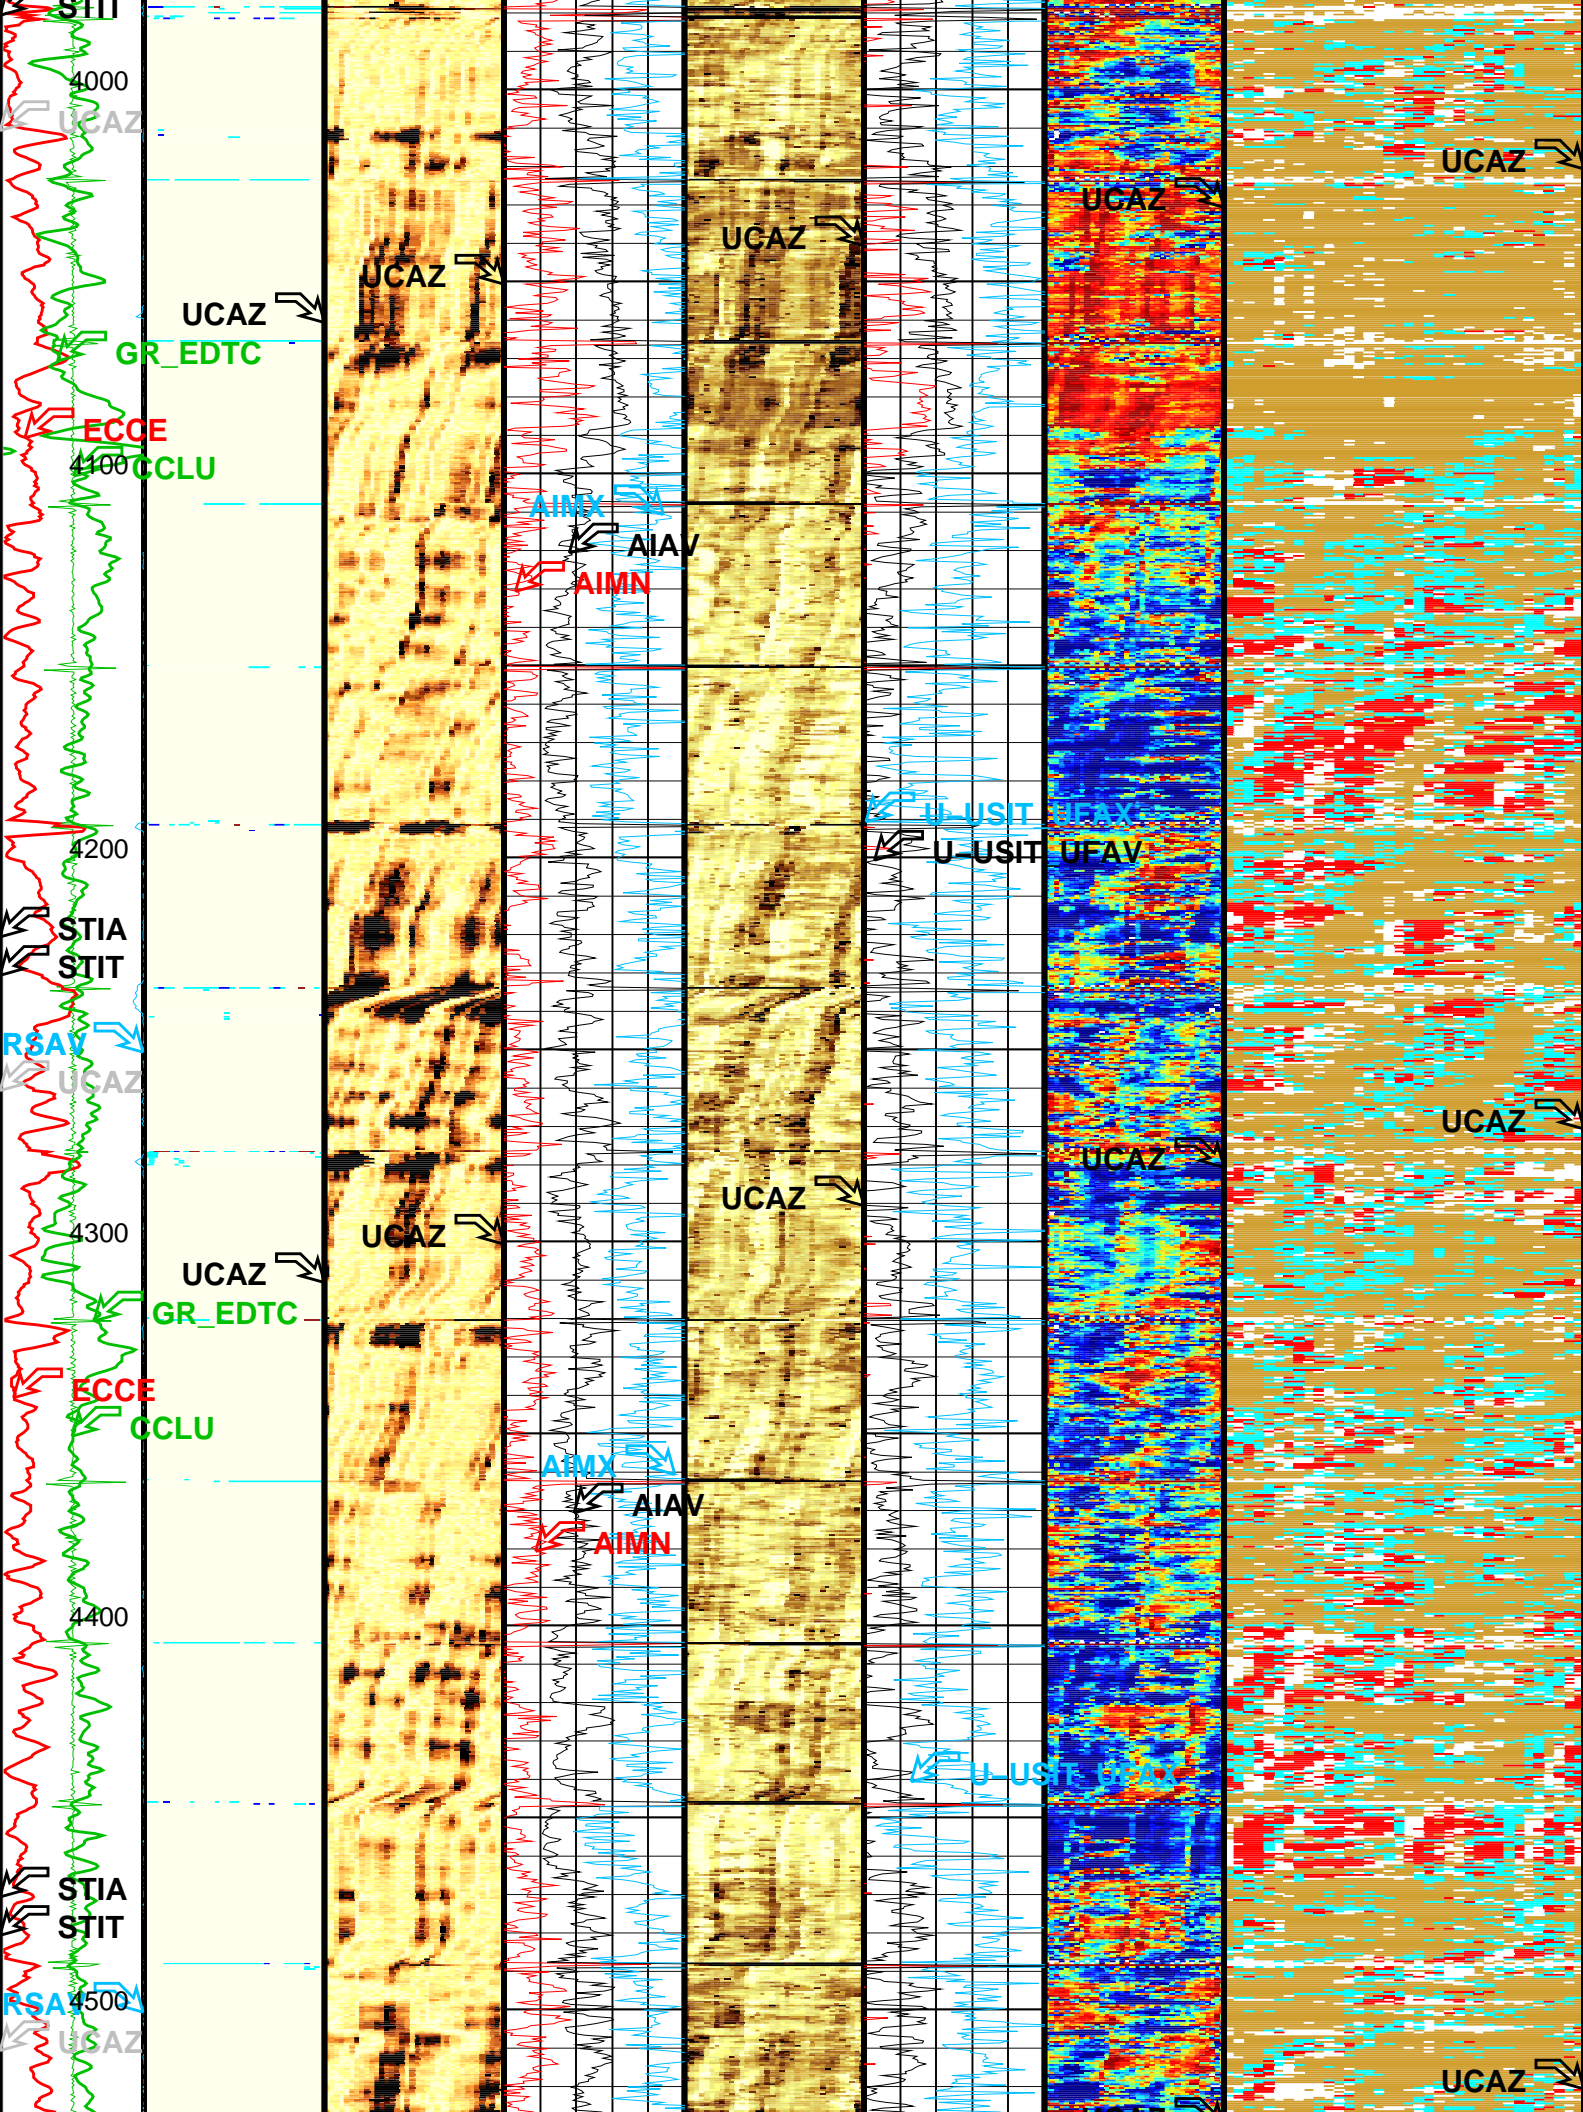 STIT
4000
UCAZ
UCAZ
UCAZ
UCAZ
UCAZ
UCAZ
GR_EDTC
ECCE
4100 CCLU
AIMX
AIAV
AIMN
U-USIT_UFAX
4200 U-USIT_UFAV
STIA
STIT
RSAV
UCAZ
UCAZ
UCAZ
UCAZ
4300 UCAZ
UCAZ
GR_EDTC
ECCE
CCLU
AIMX
AIAV
AIMN
4400
U-USIT_UFAX
STIA
STIT
RSAV 4500
UCAZ
UCAZ